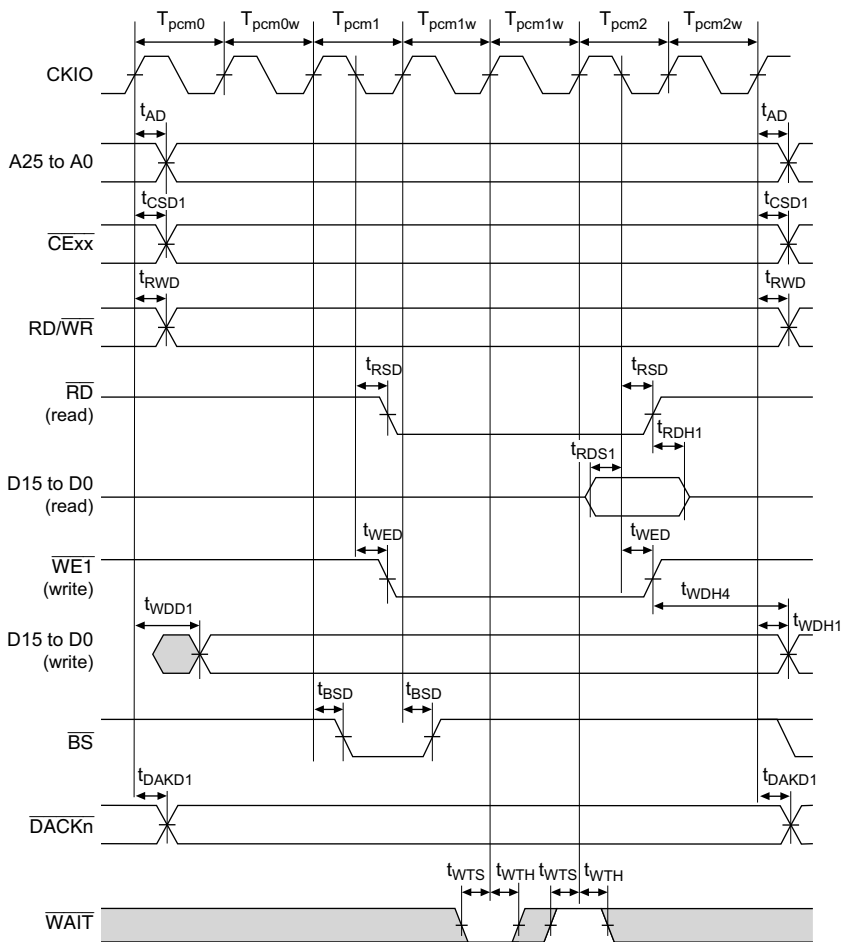 Tpcm0 Tpcm0w Tpcm1 Tpcm1w Tpcm1w Tpcm2 Tpcm2w
CKIO
tAD tAD
A25 to A0
tCSD1 tCSD1
CExx
tRWD tRWD
RD/WR
tRSD tRSD
RD
(read)
tRDH1
tRDS1
D15 to D0
(read)
tWED tWED
WE1
(write)
tWDH4
tWDD1
tWDH1
D15 to D0
(write)
tBSD tBSD
BS
tDAKD1 tDAKD1
DACKn
tWTS tWTH tWTS tWTH
WAIT